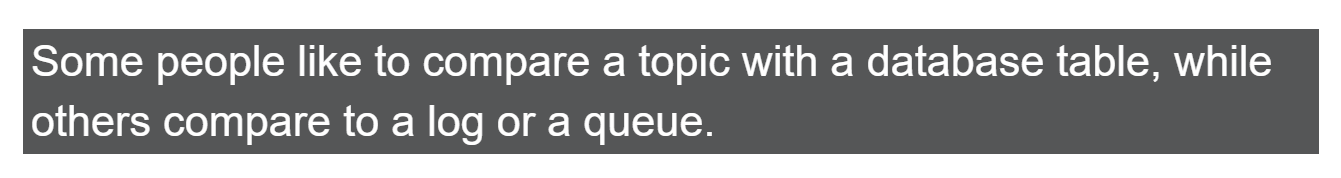 Some people like to compare a topic with a database table, while
others compare to a log or a queue.